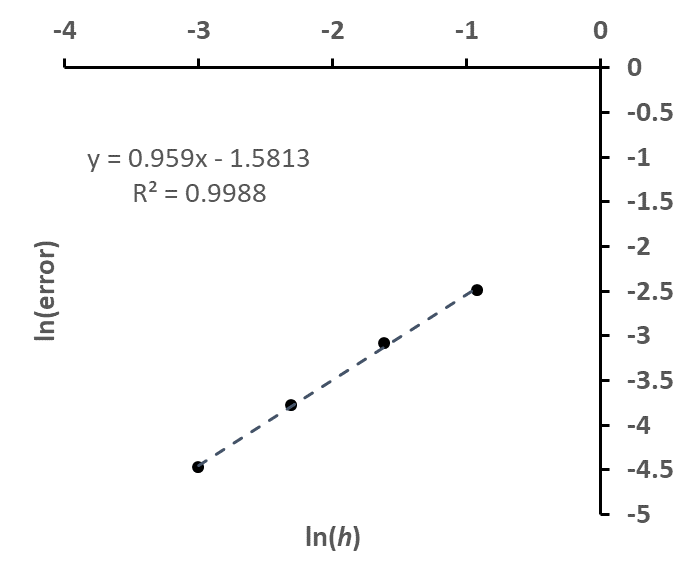 -4 -3 -2 -1 0
0
-0.5
-1
y = 0.959x - 1.5813
R² = 0.9988
-1.5
-2
ln(error)
-2.5
-3
-3.5
-4
-4.5
-5
ln(h)